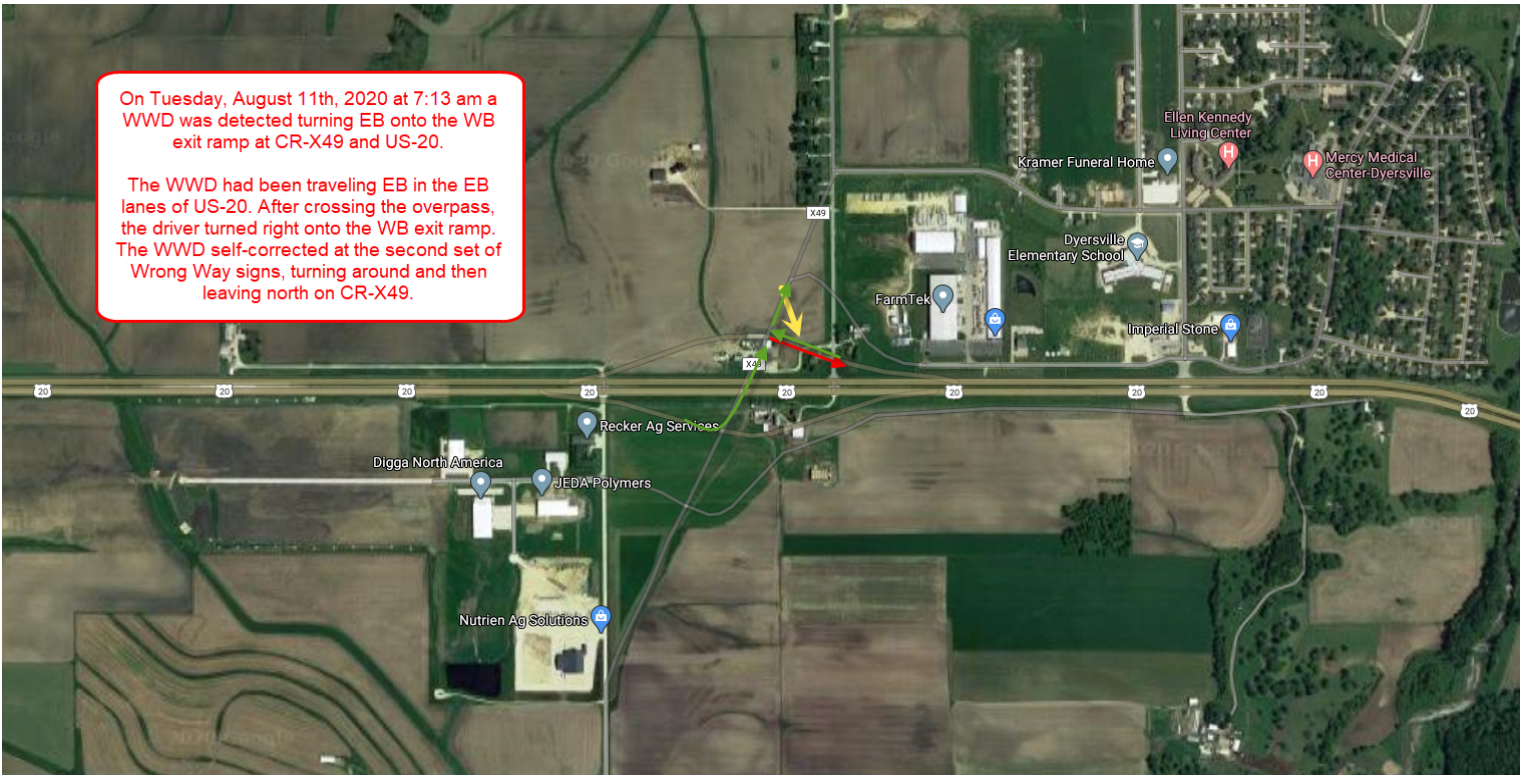 On Tuesday, August 11th, 2020 at 7:13 am a
WWD was detected turning EB onto the WB
exit ramp at CR-X49 and US-20.
The WWD had been traveling EB in the EB
lanes of US-20. After crossing the overpass,
the driver turned right onto the WB exit ramp.
The WWD self-corrected at the second set of
Wrong Way signs, turning around and then
leaving north on CR-X49.
Ellen Kennedy
Living Center
H
Kramer Funeral Home
H
Mercy Medical
Center-Dyersville
X49
Dyersville
Elementary School
FarmTek
Imperial Stone
X49
20
20
20
20
20
20
20
20
20
Recker Ag Services
Digga North America
JEDA Polymers
Nutrien Ag Solutions